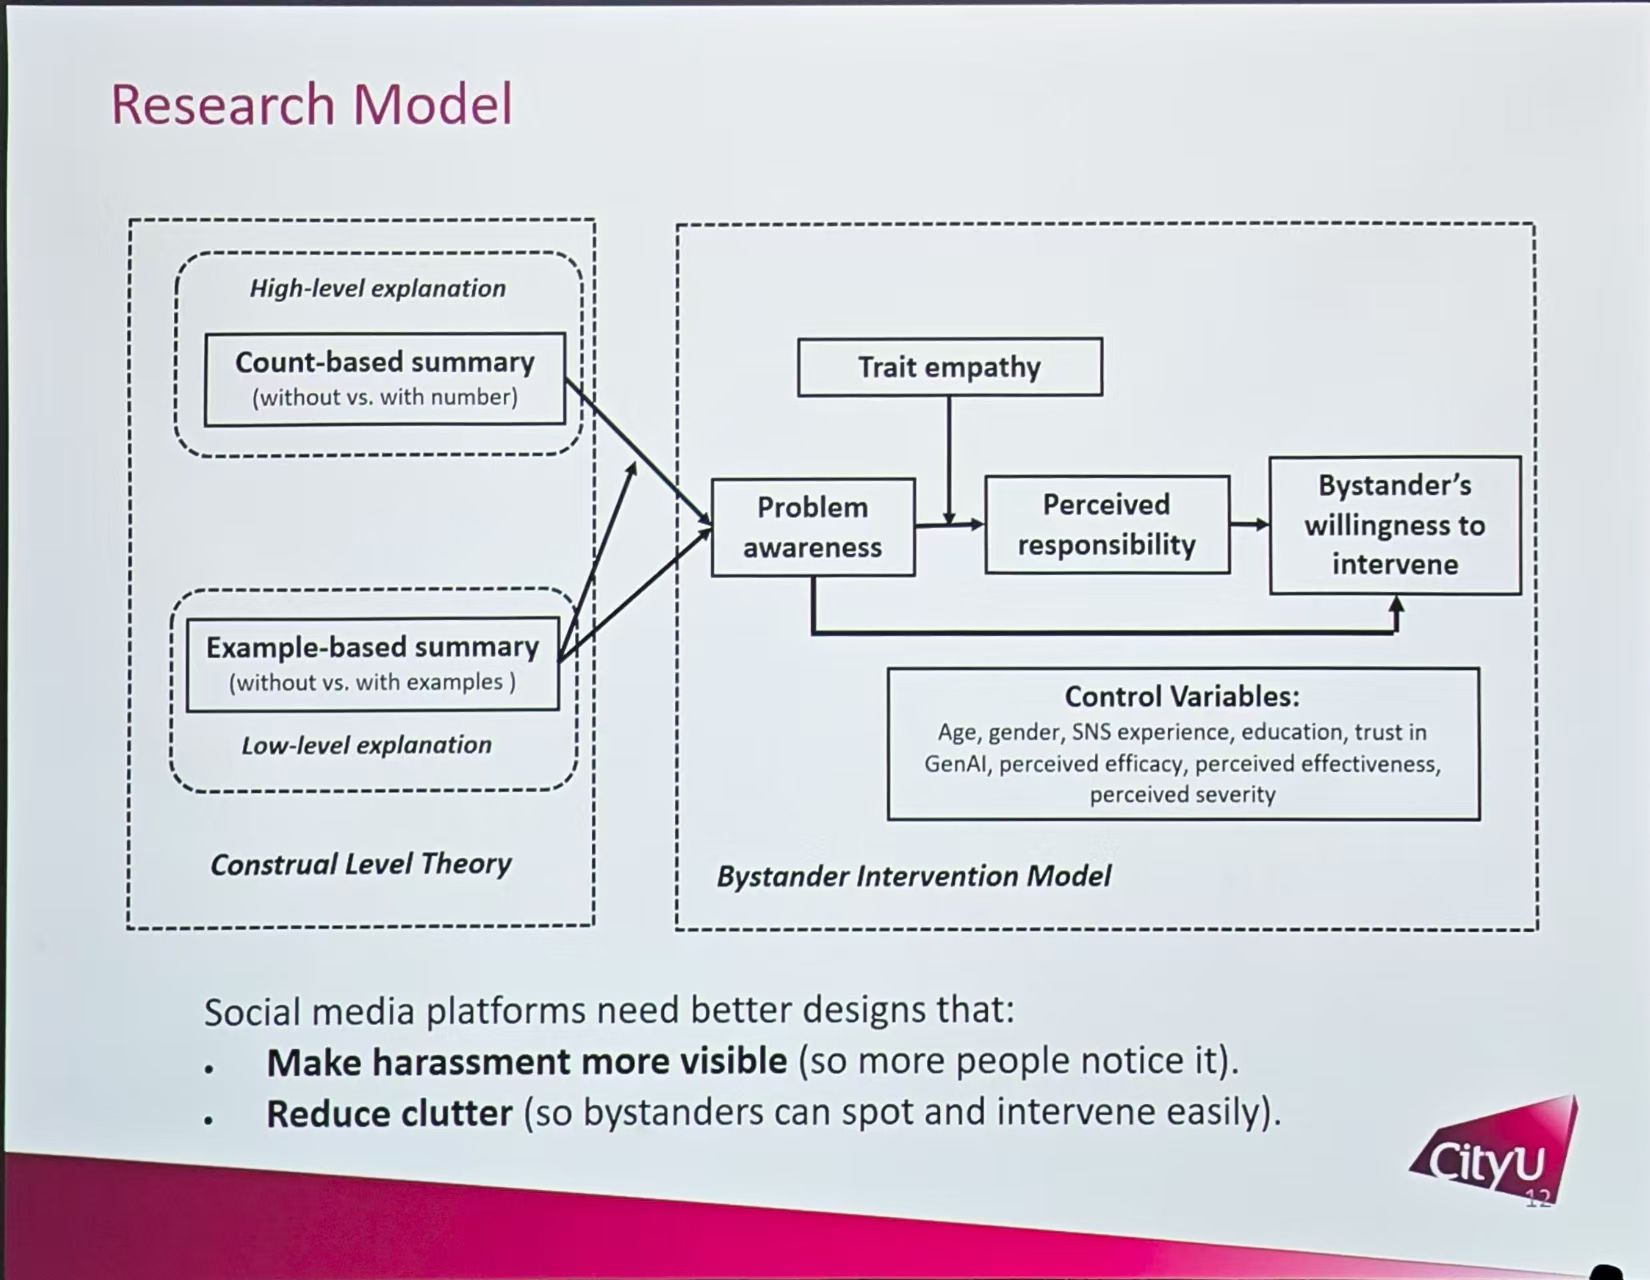 Research Model
High-level explanation
Count-based summary
(without vs. with number)
Example-based summary
(without vs. with examples )
Low-level explanation
Construal Level Theory
Trait empathy
Problem
awareness
Perceived
responsibility
Bystander’s
willingness to
intervene
Control Variables:
Age, gender, SNS experience, education, trust in
GenAI, perceived efficacy, perceived effectiveness,
perceived severity
Bystander Intervention Model
Social media platforms need better designs that:
• Make harassment more visible (so more people notice it).
• Reduce clutter (so bystanders can spot and intervene easily).
CityU
12